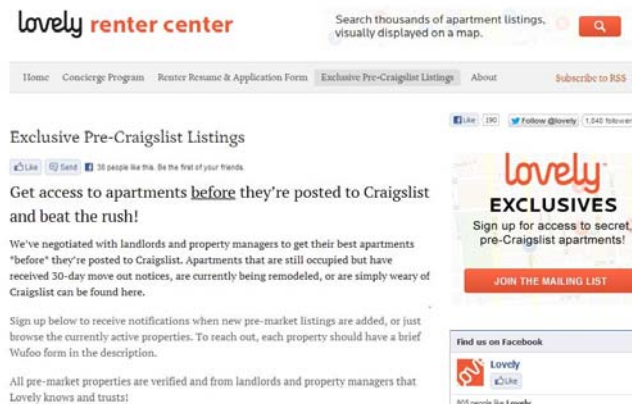 lovely renter center
Search thousands of apartment listings,
visually displayed on a map.
Home Concierge Program Renter Resume & Application Form Exclusive Pre-Craigslist Listings About Subscribe to RSS
Like 190 Follow @lovely 1,840 follower
Exclusive Pre-Craigslist Listings
Like Send 38 people like this. Be the first of your friends.
Get access to apartments before they're posted to Craigslist
and beat the rush!
We've negotiated with landlords and property managers to get their best apartments
*before* they're posted to Craigslist. Apartments that are still occupied but have
received 30-day move out notices, are currently being remodeled, or are simply weary of
Craigslist can be found here.
Sign up below to receive notifications when new pre-market listings are added, or just
browse the currently active properties. To reach out, each property should have a brief
Wufoo form in the description.
All pre-market properties are verified and from landlords and property managers that
Lovely knows and trusts!
lovely
EXCLUSIVES
Sign up for access to secret,
pre-Craigslist apartments!
JOIN THE MAILING LIST
Find us on Facebook
Lovely
Like
people like Lovely